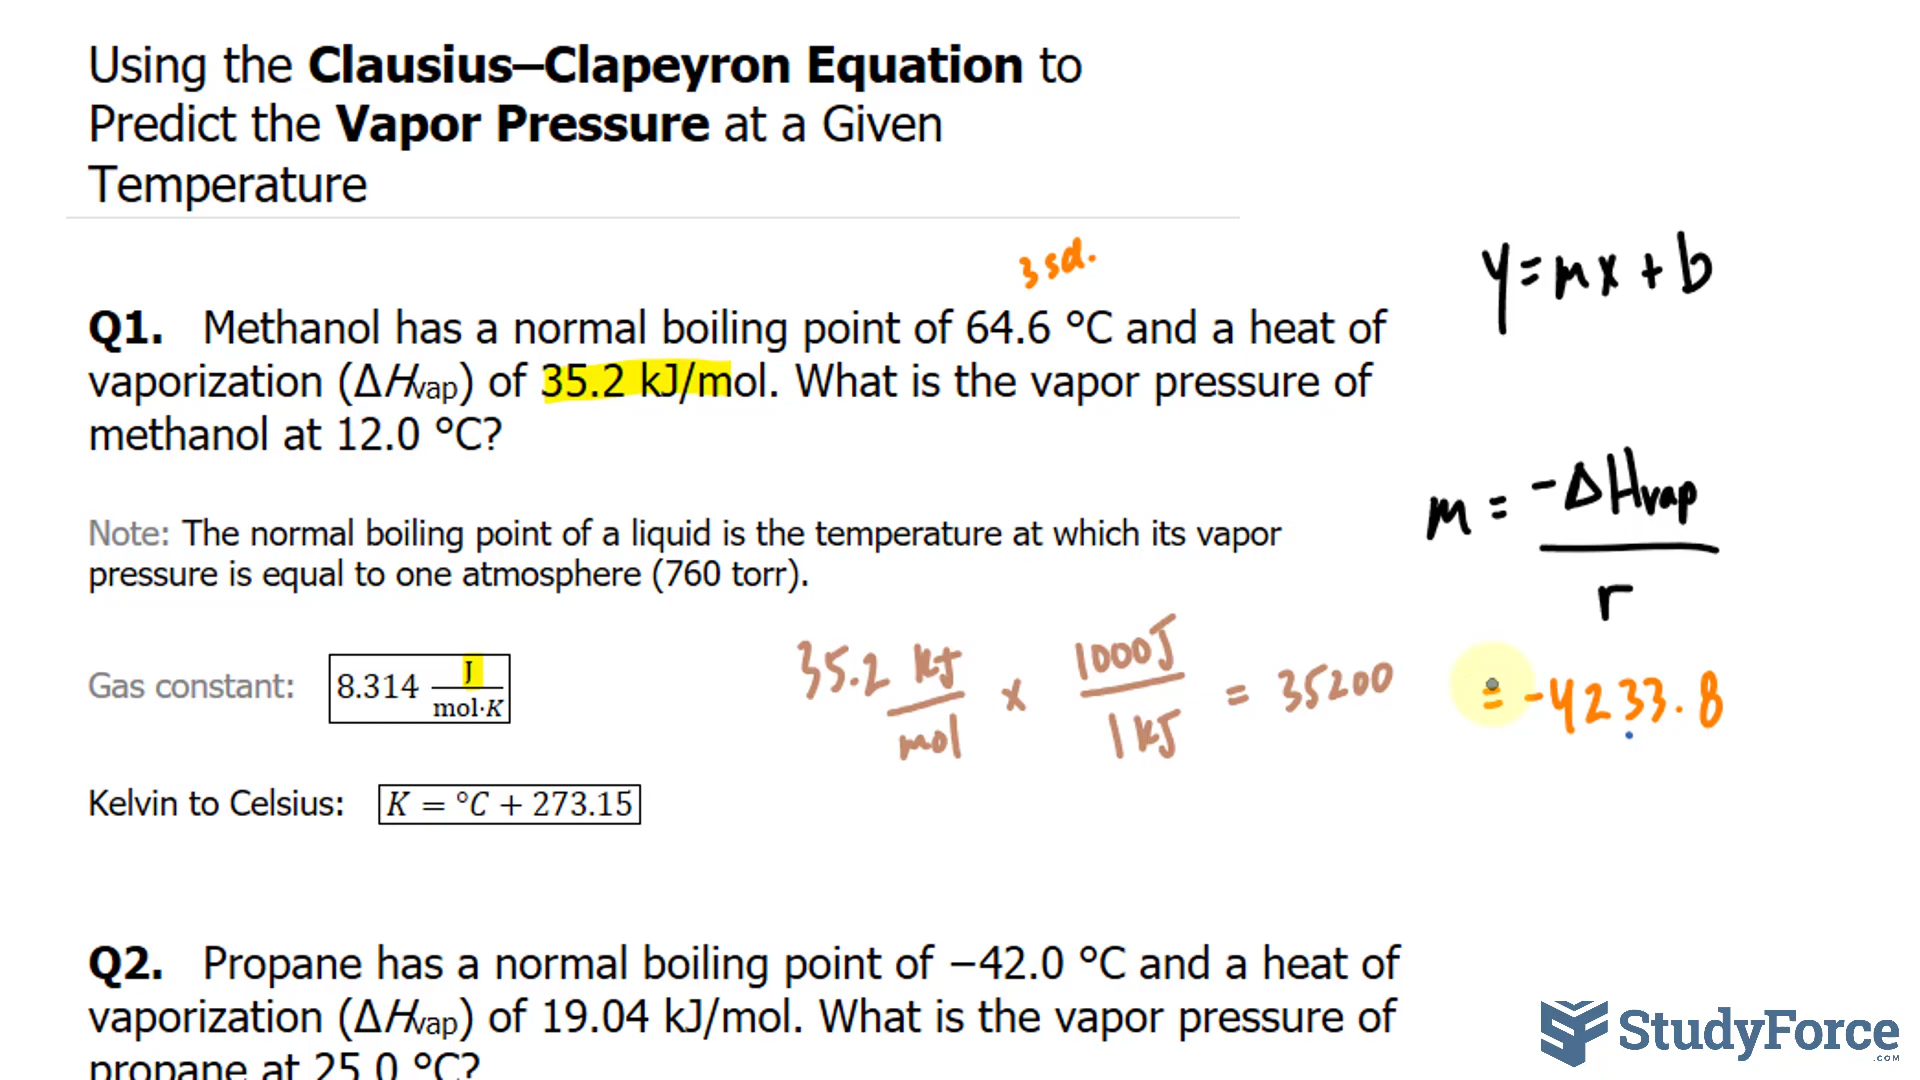 Using the Clausius–Clapeyron Equation to
Predict the Vapor Pressure at a Given
Temperature
3 sd.
y = mx + b
Q1. Methanol has a normal boiling point of 64.6 °C and a heat of
vaporization (ΔHvap) of 35.2 kJ/mol. What is the vapor pressure of
methanol at 12.0 °C?
m = -ΔHvap / r
Note: The normal boiling point of a liquid is the temperature at which its vapor
pressure is equal to one atmosphere (760 torr).
Gas constant: 8.314 J/mol·K
35.2 kJ/mol x 1000J/1 kJ = 35200
= -4233.8
Kelvin to Celsius: K = °C + 273.15
Q2. Propane has a normal boiling point of −42.0 °C and a heat of
vaporization (ΔHvap) of 19.04 kJ/mol. What is the vapor pressure of
propane at 25.0 °C?
StudyForce
.COM